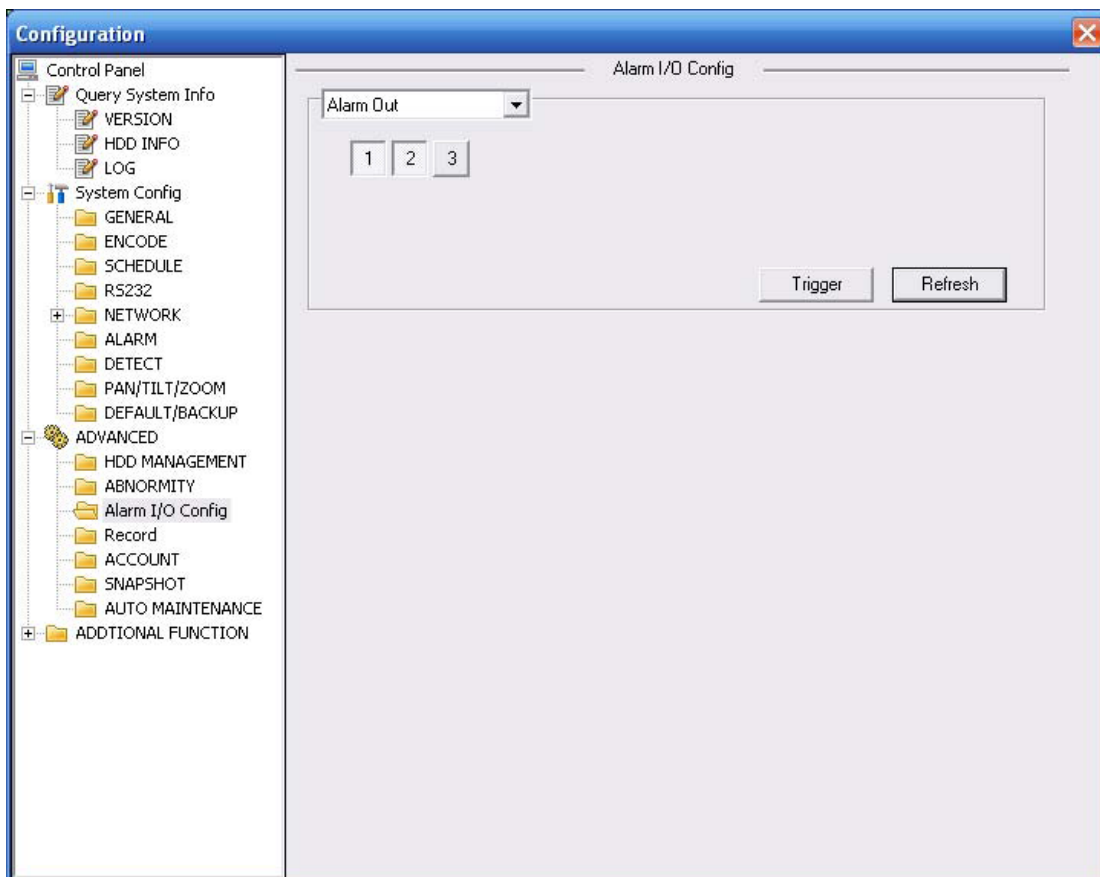 Configuration
Control Panel
Query System Info
VERSION
HDD INFO
LOG
System Config
GENERAL
ENCODE
SCHEDULE
RS232
NETWORK
ALARM
DETECT
PAN/TILT/ZOOM
DEFAULT/BACKUP
ADVANCED
HDD MANAGEMENT
ABNORMITY
Alarm I/O Config
Record
ACCOUNT
SNAPSHOT
AUTO MAINTENANCE
ADDTIONAL FUNCTION
Alarm I/O Config
Alarm Out
1 2 3
Trigger Refresh